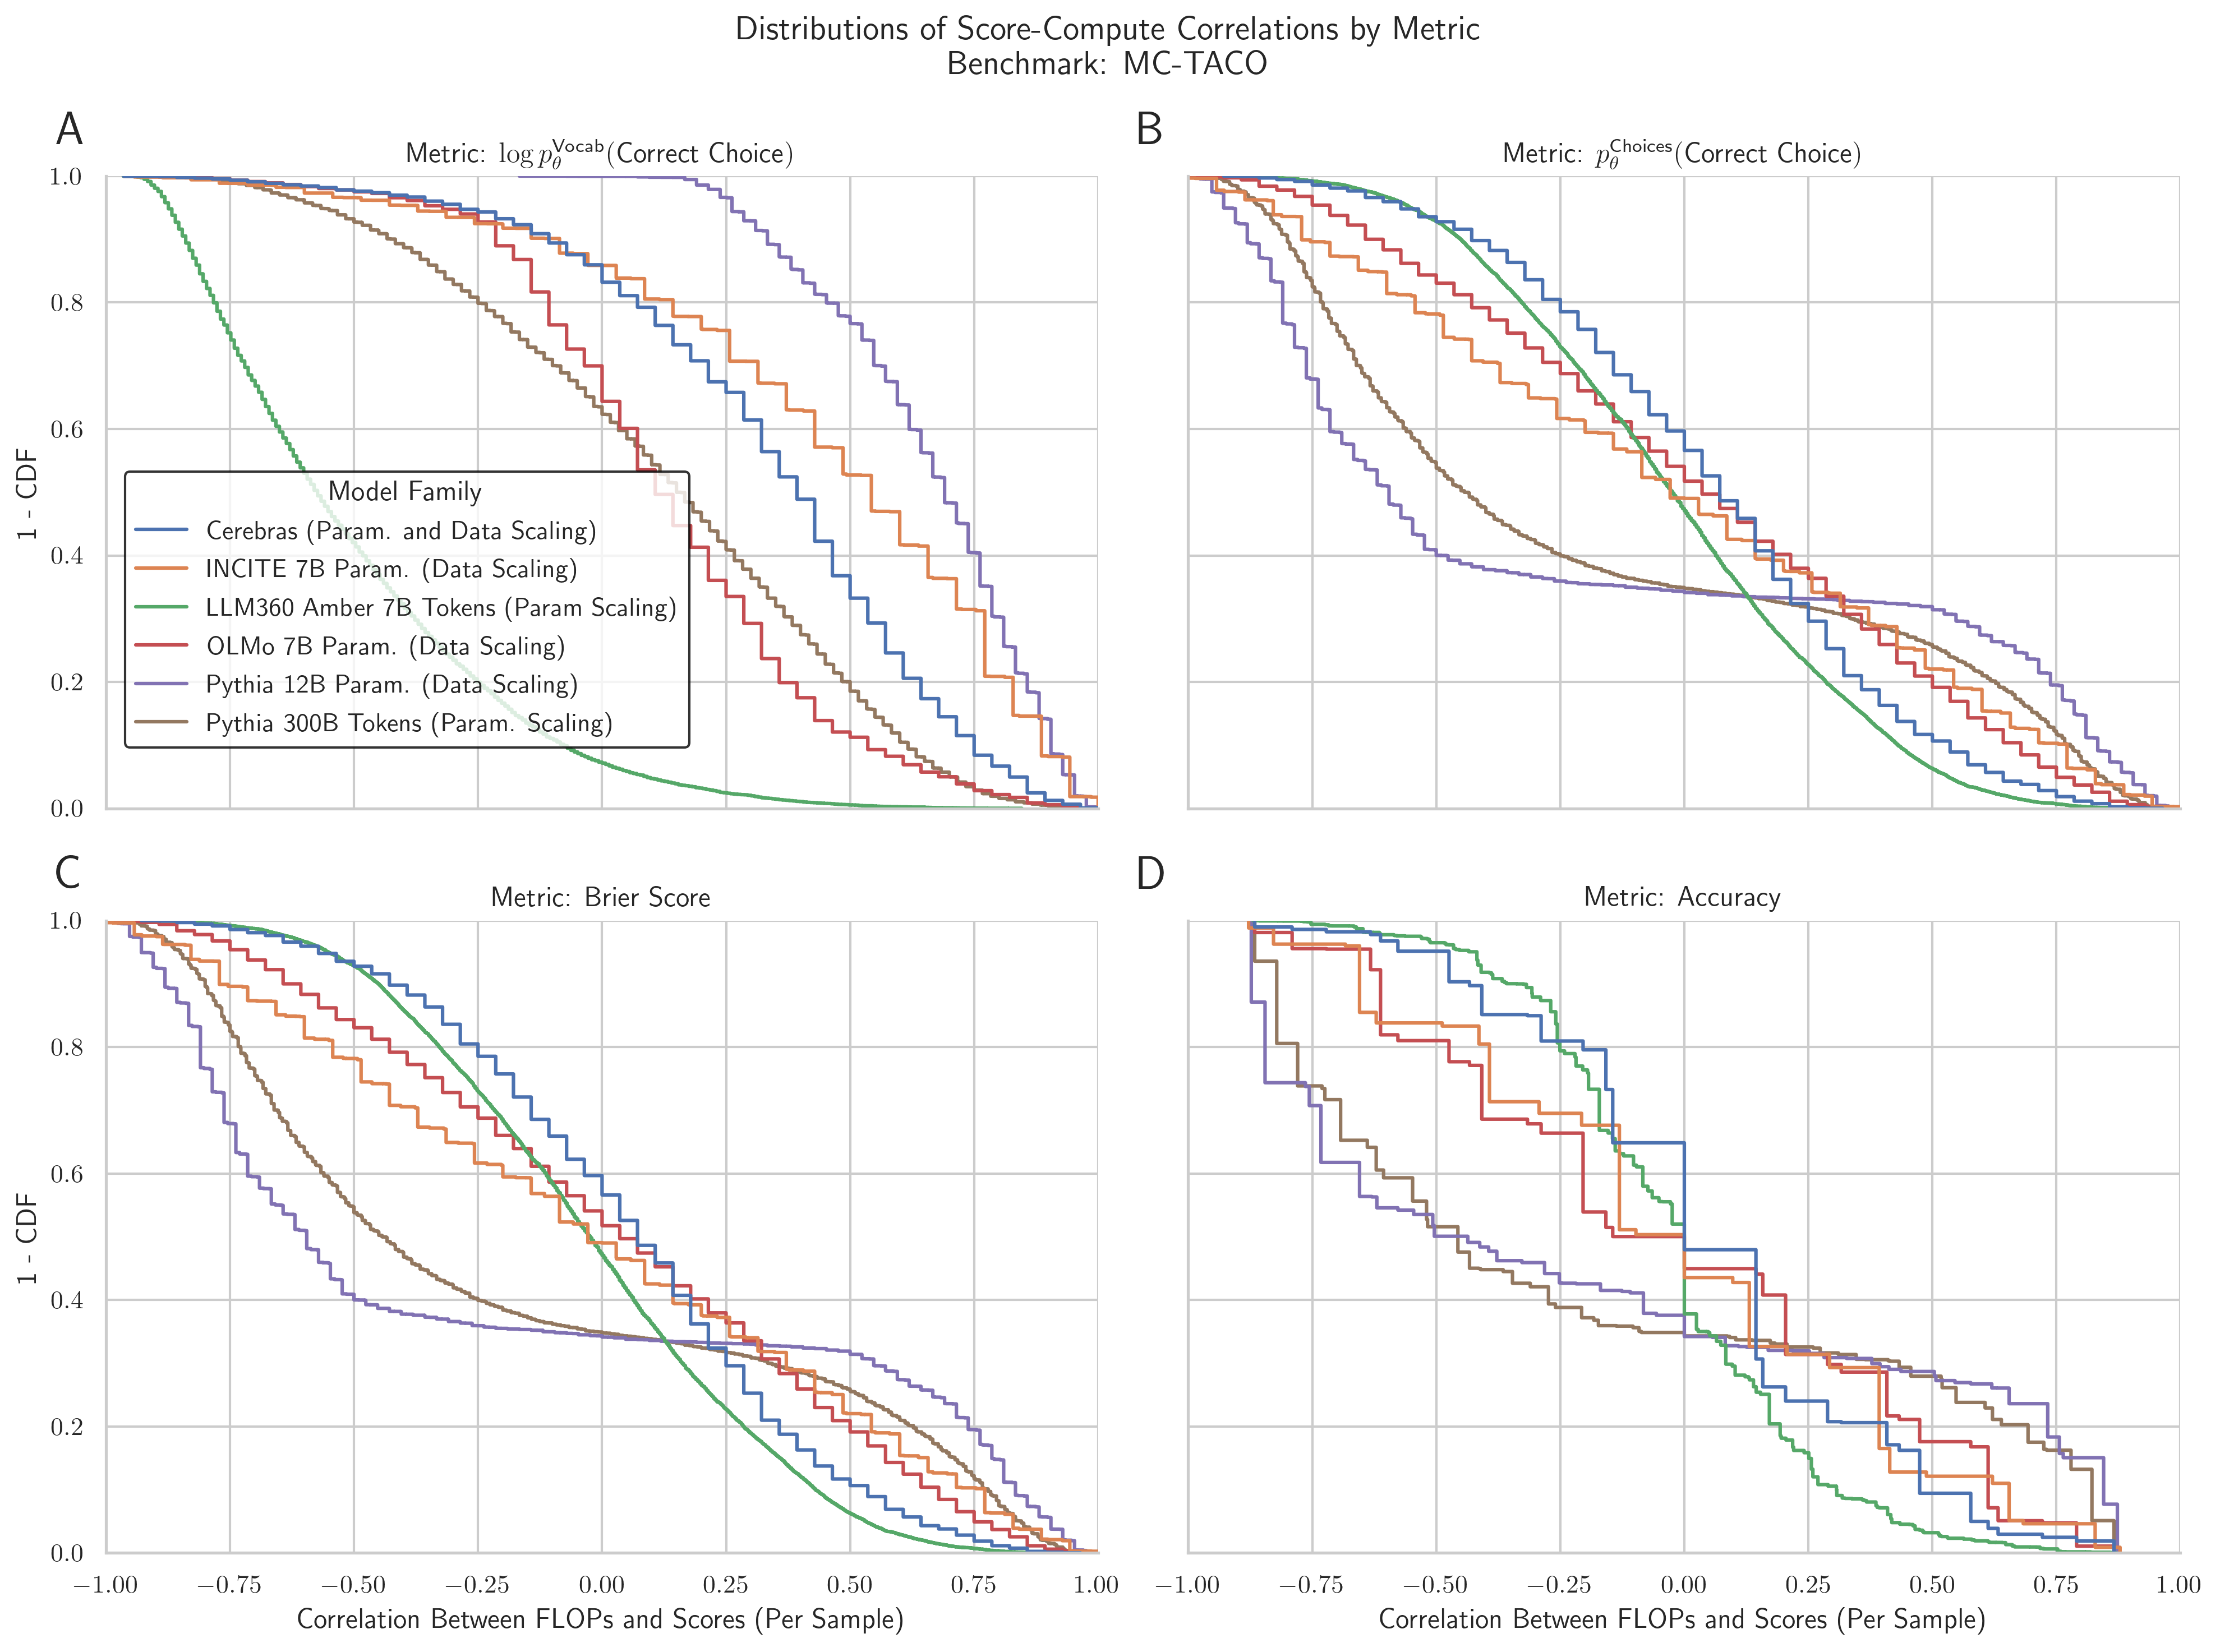 Distributions of Score-Compute Correlations by Metric
Benchmark: MC-TACO
A
Metric: log p_θ^Vocab(Correct Choice)
1.0
0.8
0.6
0.4
0.2
0.0
1 - CDF
Model Family
Cerebras (Param. and Data Scaling)
INCITE 7B Param. (Data Scaling)
LLM360 Amber 7B Tokens (Param Scaling)
OLMo 7B Param. (Data Scaling)
Pythia 12B Param. (Data Scaling)
Pythia 300B Tokens (Param. Scaling)
B
Metric: p_θ^Choices(Correct Choice)
C
Metric: Brier Score
1.0
0.8
0.6
0.4
0.2
0.0
1 - CDF
−1.00 −0.75 −0.50 −0.25 0.00 0.25 0.50 0.75 1.00
Correlation Between FLOPs and Scores (Per Sample)
D
Metric: Accuracy
−1.00 −0.75 −0.50 −0.25 0.00 0.25 0.50 0.75 1.00
Correlation Between FLOPs and Scores (Per Sample)